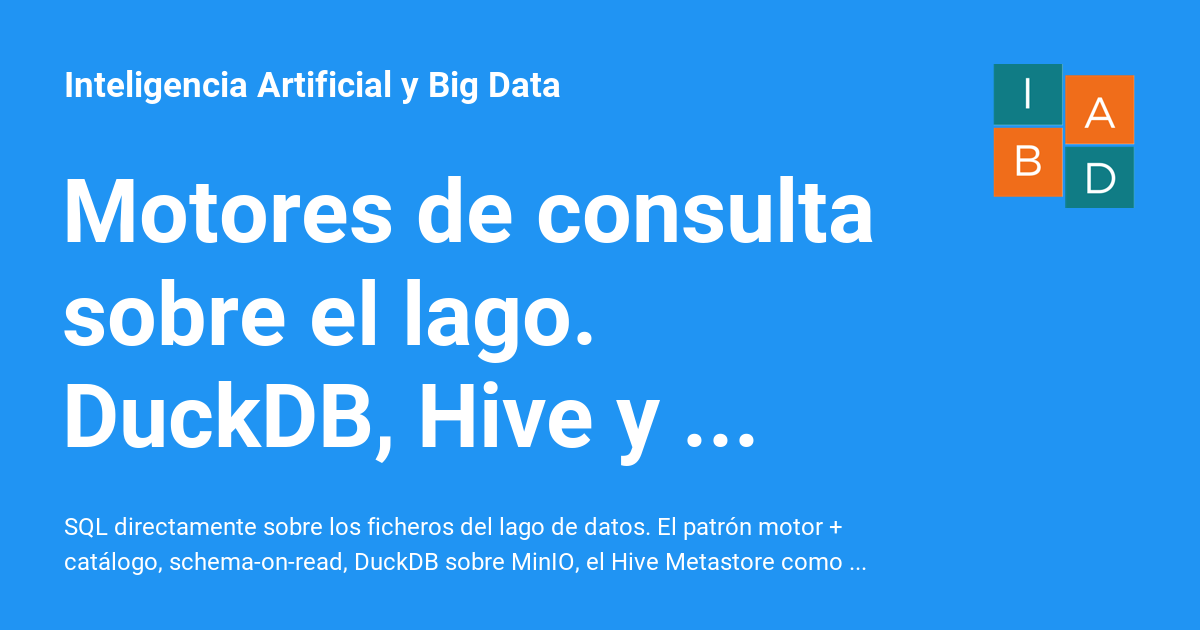 Inteligencia Artificial y Big Data
I A
B D
Motores de consulta
sobre el lago.
DuckDB, Hive y ...
SQL directamente sobre los ficheros del lago de datos. El patrón motor +
catálogo, schema-on-read, DuckDB sobre MinIO, el Hive Metastore como ...